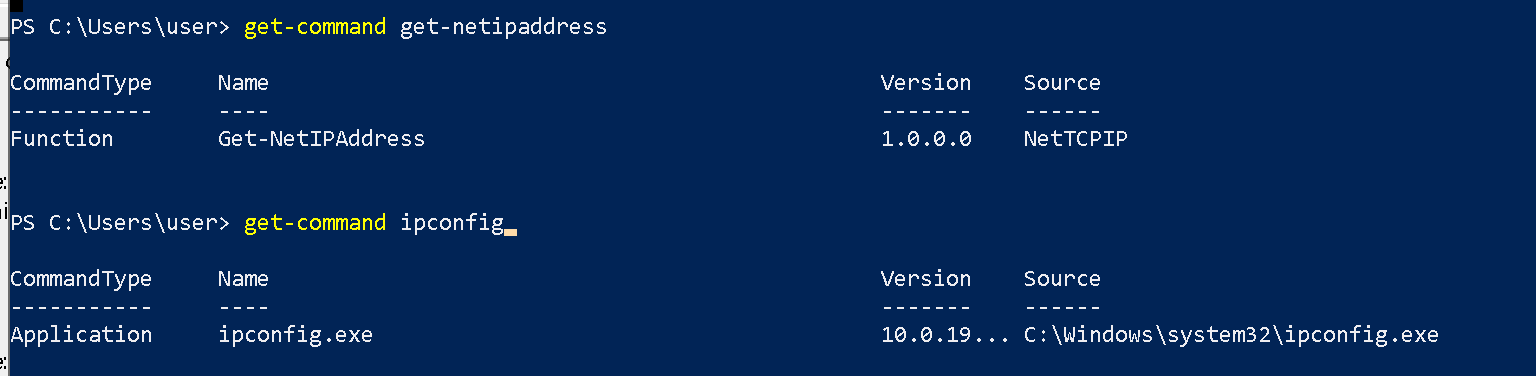 PS C:\Users\user> get-command get-netipaddress
CommandType     Name                                               Version    Source
-----------     ----                                               -------    ------
Function        Get-NetIPAddress                                   1.0.0.0    NetTCPIP
PS C:\Users\user> get-command ipconfig
CommandType     Name                                               Version    Source
-----------     ----                                               -------    ------
Application     ipconfig.exe                                       10.0.19... C:\Windows\system32\ipconfig.exe